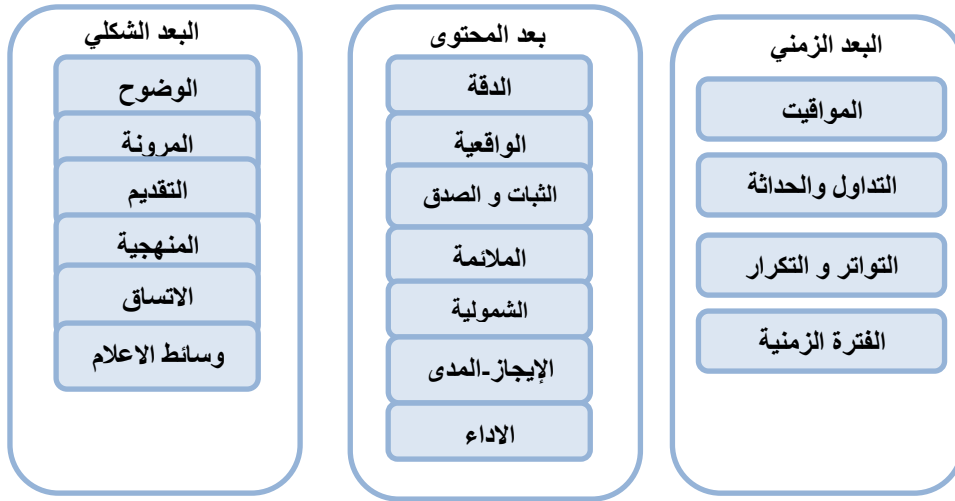 البعد الزمني
المواقيت
التداول والحداثة
التواتر و التكرار
الفترة الزمنية
بعد المحتوى
الدقة
الواقعية
الثبات و الصدق
الملائمة
الشمولية
الإيجاز-المدى
الاداء
البعد الشكلي
الوضوح
المرونة
التقديم
المنهجية
الاتساق
وسائط الاعلام